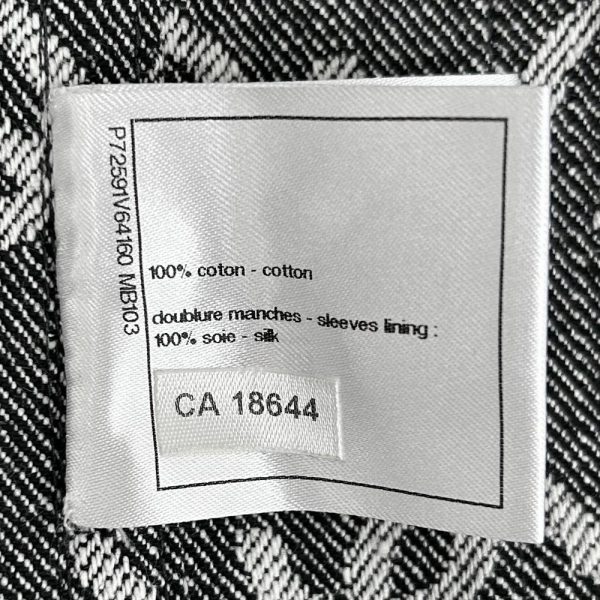 P72591V64160 MB103
100% coton - cotton
doublure manches - sleeves lining :
100% soie - silk
CA 18644